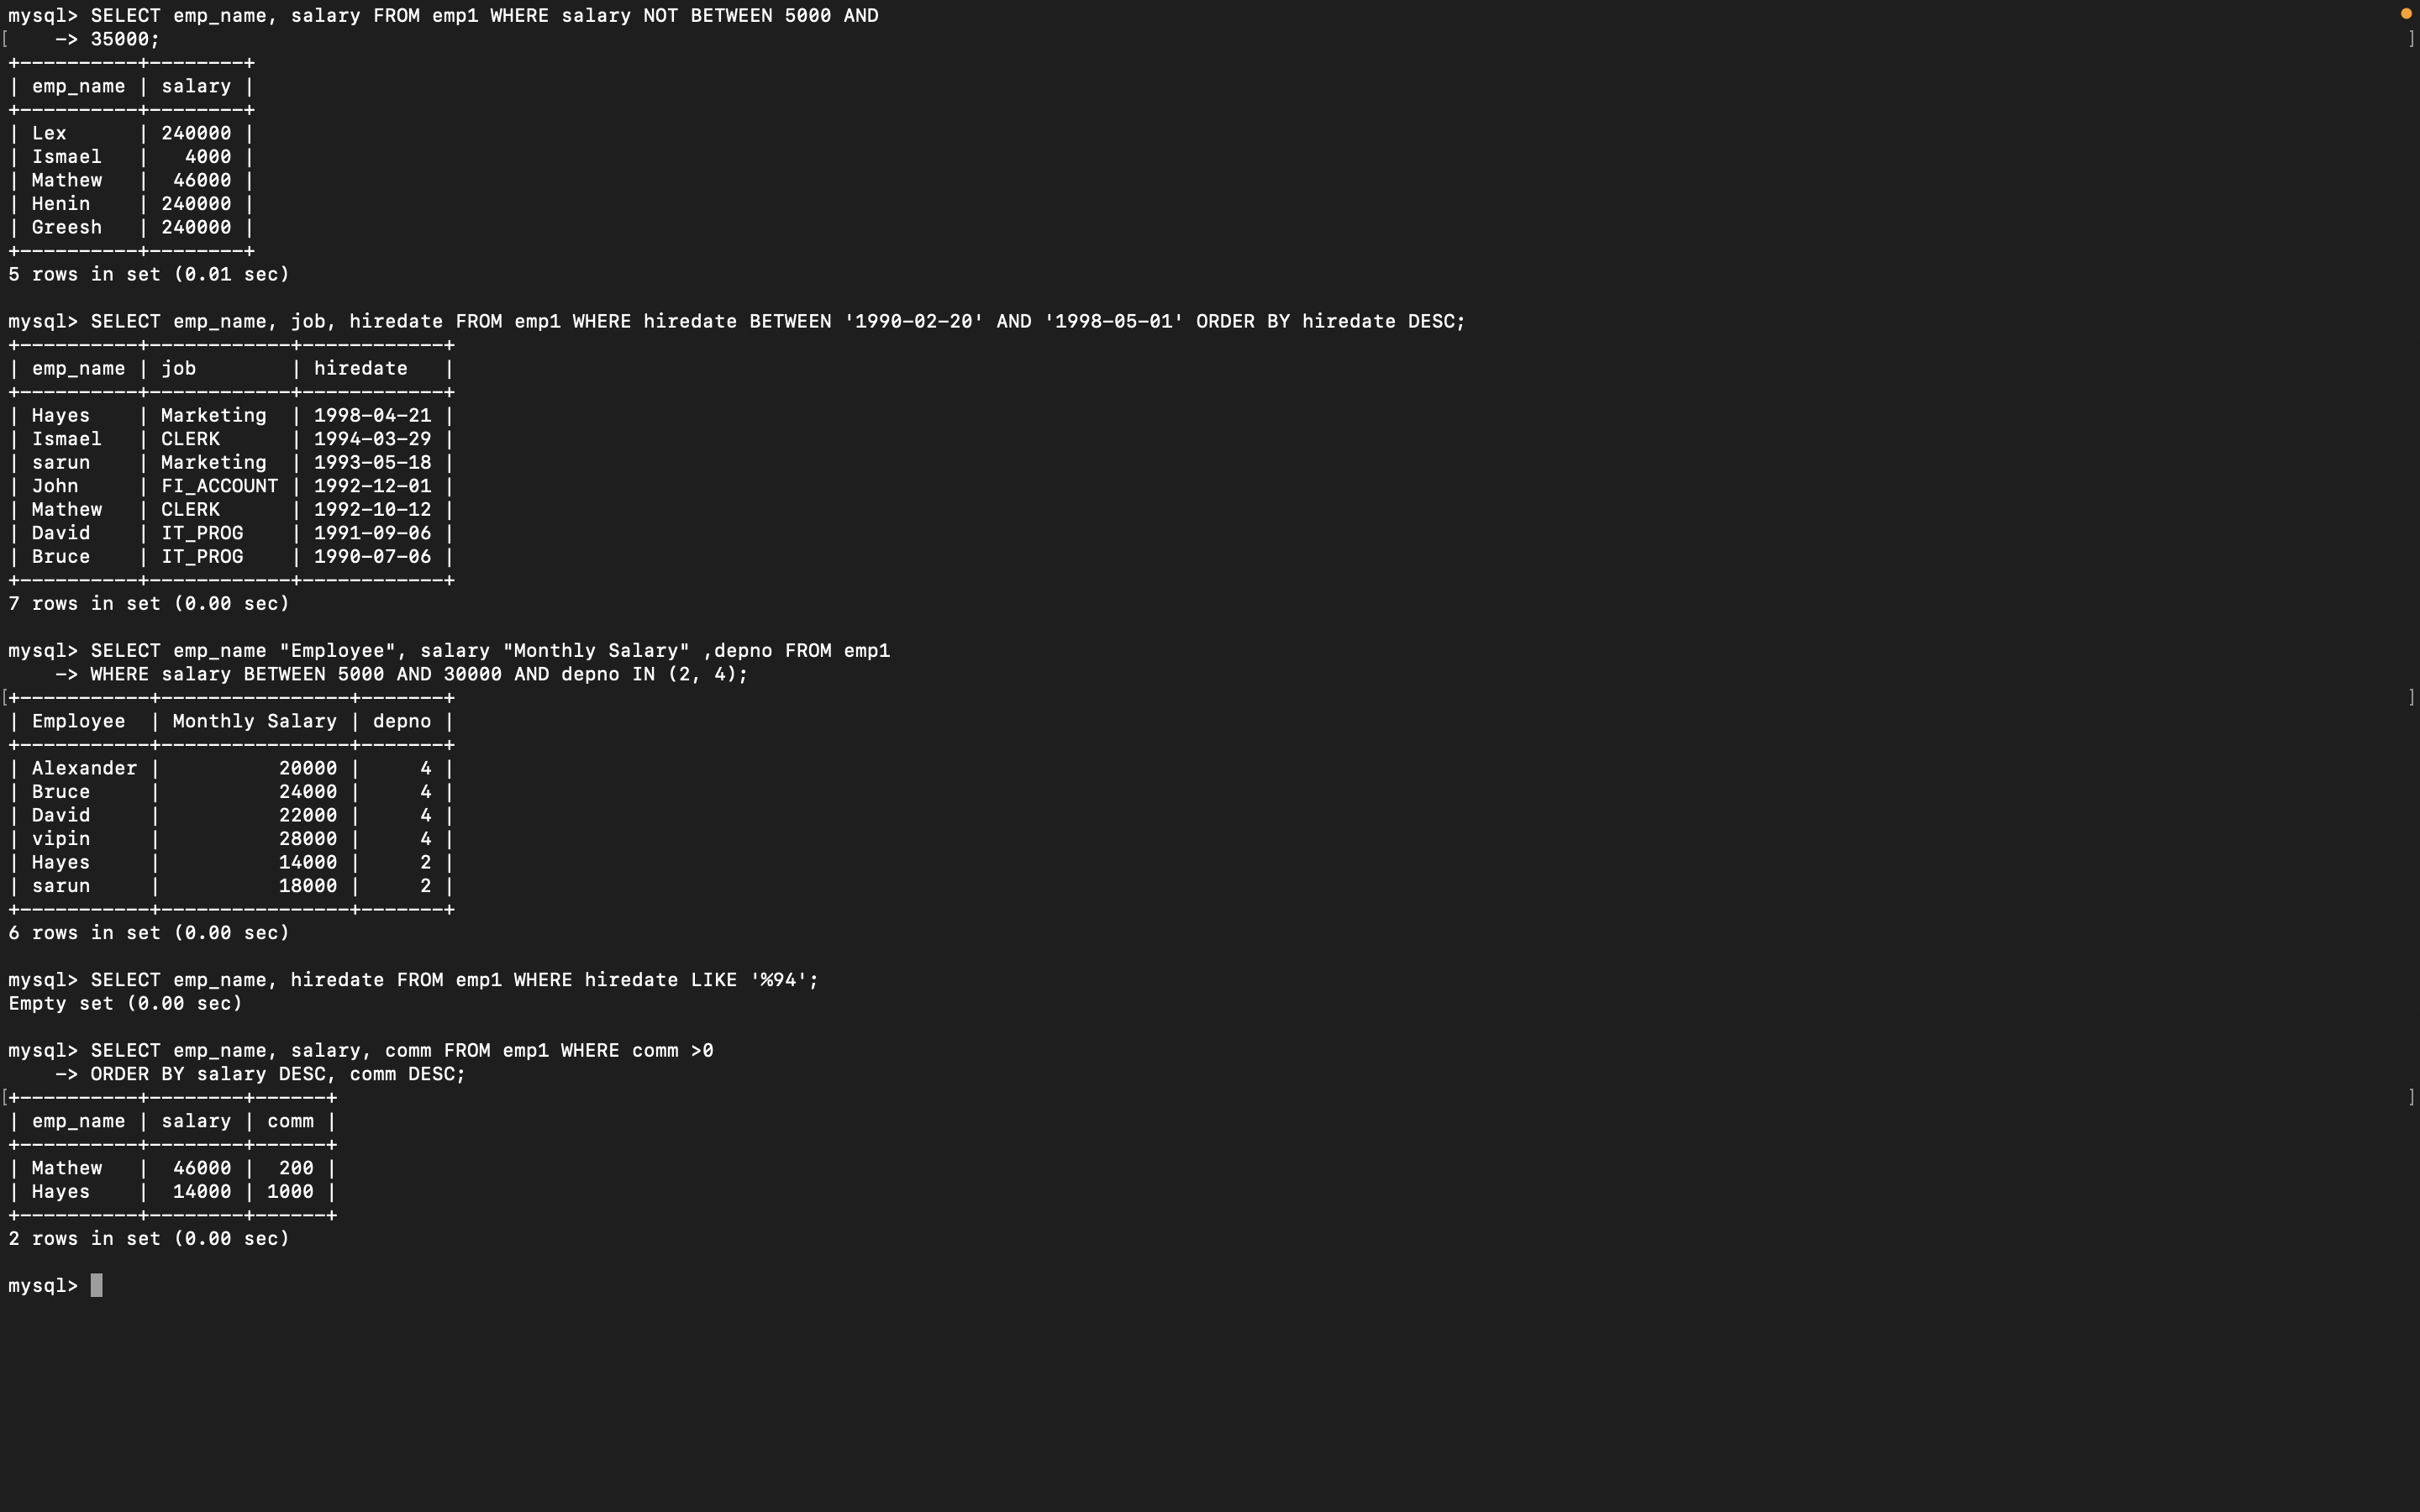 mysql> SELECT emp_name, salary FROM emp1 WHERE salary NOT BETWEEN 5000 AND
[    -> 35000;                                                                 ]
+----------+--------+
| emp_name | salary |
+----------+--------+
| Lex      | 240000 |
| Ismael   |   4000 |
| Mathew   |  46000 |
| Henin    | 240000 |
| Greesh   | 240000 |
+----------+--------+
5 rows in set (0.01 sec)

mysql> SELECT emp_name, job, hiredate FROM emp1 WHERE hiredate BETWEEN '1990-02-20' AND '1998-05-01' ORDER BY hiredate DESC;
+----------+------------+------------+
| emp_name | job        | hiredate   |
+----------+------------+------------+
| Hayes    | Marketing  | 1998-04-21 |
| Ismael   | CLERK      | 1994-03-29 |
| sarun    | Marketing  | 1993-05-18 |
| John     | FI_ACCOUNT | 1992-12-01 |
| Mathew   | CLERK      | 1992-10-12 |
| David    | IT_PROG    | 1991-09-06 |
| Bruce    | IT_PROG    | 1990-07-06 |
+----------+------------+------------+
7 rows in set (0.00 sec)

mysql> SELECT emp_name "Employee", salary "Monthly Salary" ,depno FROM emp1
    -> WHERE salary BETWEEN 5000 AND 30000 AND depno IN (2, 4);
[+-----------+----------------+-------+                                        ]
| Employee  | Monthly Salary | depno |
+-----------+----------------+-------+
| Alexander |          20000 |     4 |
| Bruce     |          24000 |     4 |
| David     |          22000 |     4 |
| vipin     |          28000 |     4 |
| Hayes     |          14000 |     2 |
| sarun     |          18000 |     2 |
+-----------+----------------+-------+
6 rows in set (0.00 sec)

mysql> SELECT emp_name, hiredate FROM emp1 WHERE hiredate LIKE '%94';
Empty set (0.00 sec)

mysql> SELECT emp_name, salary, comm FROM emp1 WHERE comm >0
    -> ORDER BY salary DESC, comm DESC;
[+----------+--------+------+                                                  ]
| emp_name | salary | comm |
+----------+--------+------+
| Mathew   |  46000 |  200 |
| Hayes    |  14000 | 1000 |
+----------+--------+------+
2 rows in set (0.00 sec)

mysql>